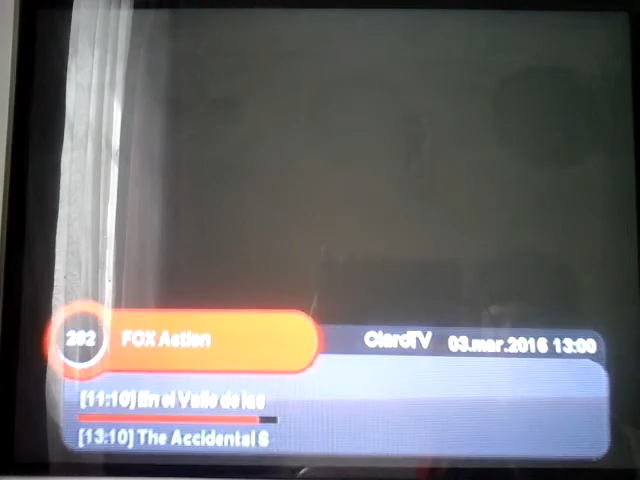 282 FOX Action ClaroTV 03.mar.2016 13:00
[11:10] En el Valle de las
[13:10] The Accidental S